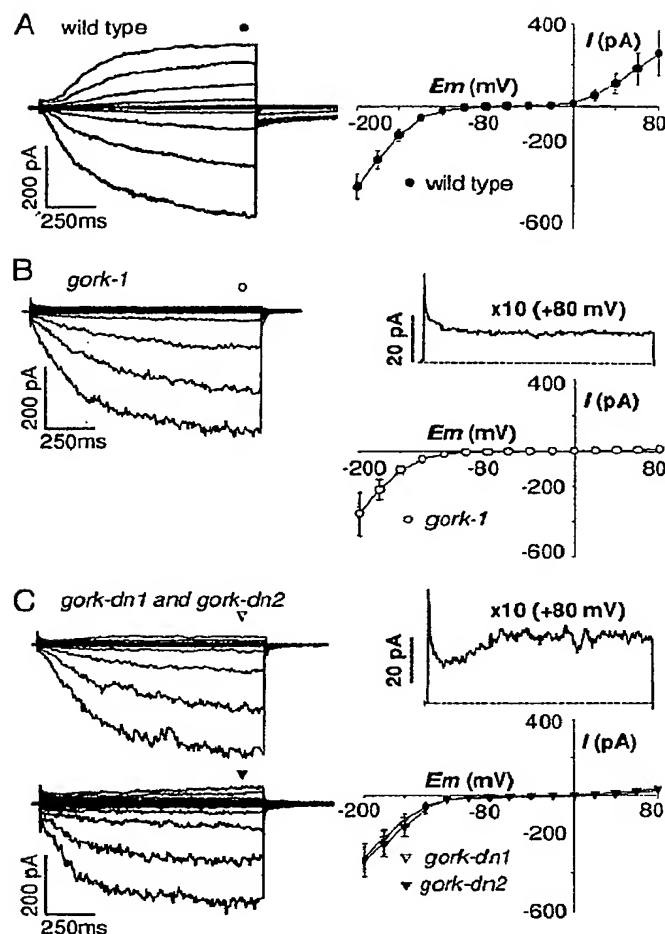 A
wild type
200 pA
250ms
400
I (pA)
Em (mV)
-200
-80
80
-200
wild type
-600
B
gork-1
200 pA
250ms
x10 (+80 mV)
20 pA
400
I (pA)
Em (mV)
-200
-80
80
-200
gork-1
-600
C
gork-dn1 and gork-dn2
200 pA
250ms
x10 (+80 mV)
20 pA
400
I (pA)
Em (mV)
-200
-80
80
-200
gork-dn1
gork-dn2
-600